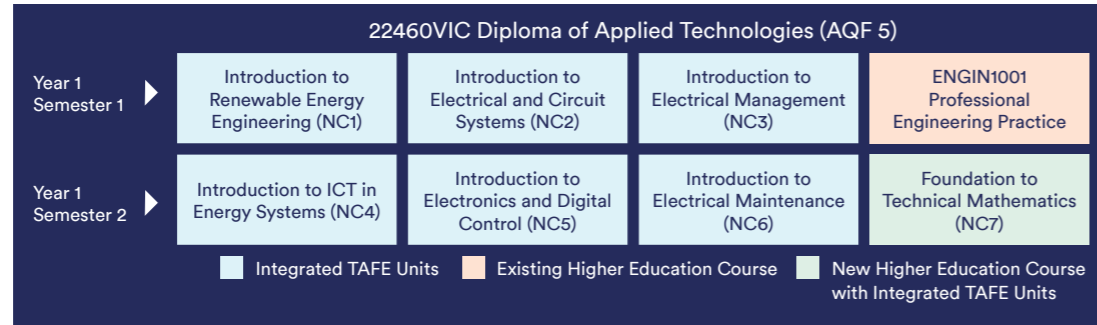 22460VIC Diploma of Applied Technologies (AQF 5)
Year 1
Semester 1
Introduction to
Renewable Energy
Engineering (NC1)
Introduction to
Electrical and Circuit
Systems (NC2)
Introduction to
Electrical Management
(NC3)
ENGIN1001
Professional
Engineering Practice
Year 1
Semester 2
Introduction to ICT in
Energy Systems (NC4)
Introduction to
Electronics and Digital
Control (NC5)
Introduction to
Electrical Maintenance
(NC6)
Foundation to
Technical Mathematics
(NC7)
Integrated TAFE Units
Existing Higher Education Course
New Higher Education Course
with Integrated TAFE Units